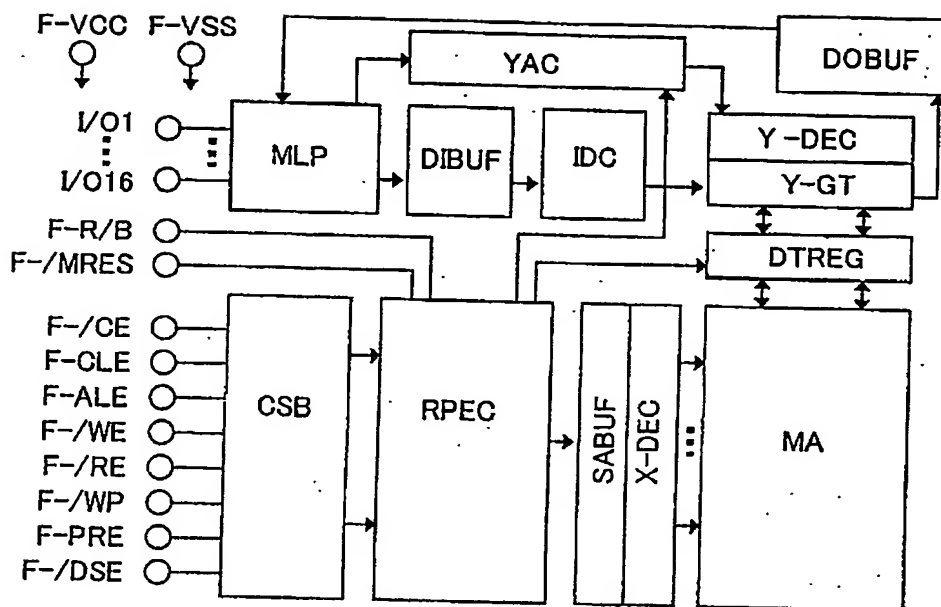 F-VCC F-VSS
YAC
DOBUF
I/O1
I/O16
MLP
DIBUF
IDC
Y-DEC
Y-GT
F-R/B
F-/MRES
DTREG
F-/CE
F-CLE
F-ALE
F-/WE
F-/RE
F-/WP
F-PRE
F-/DSE
CSB
RPEC
SABUF
X-DEC
MA